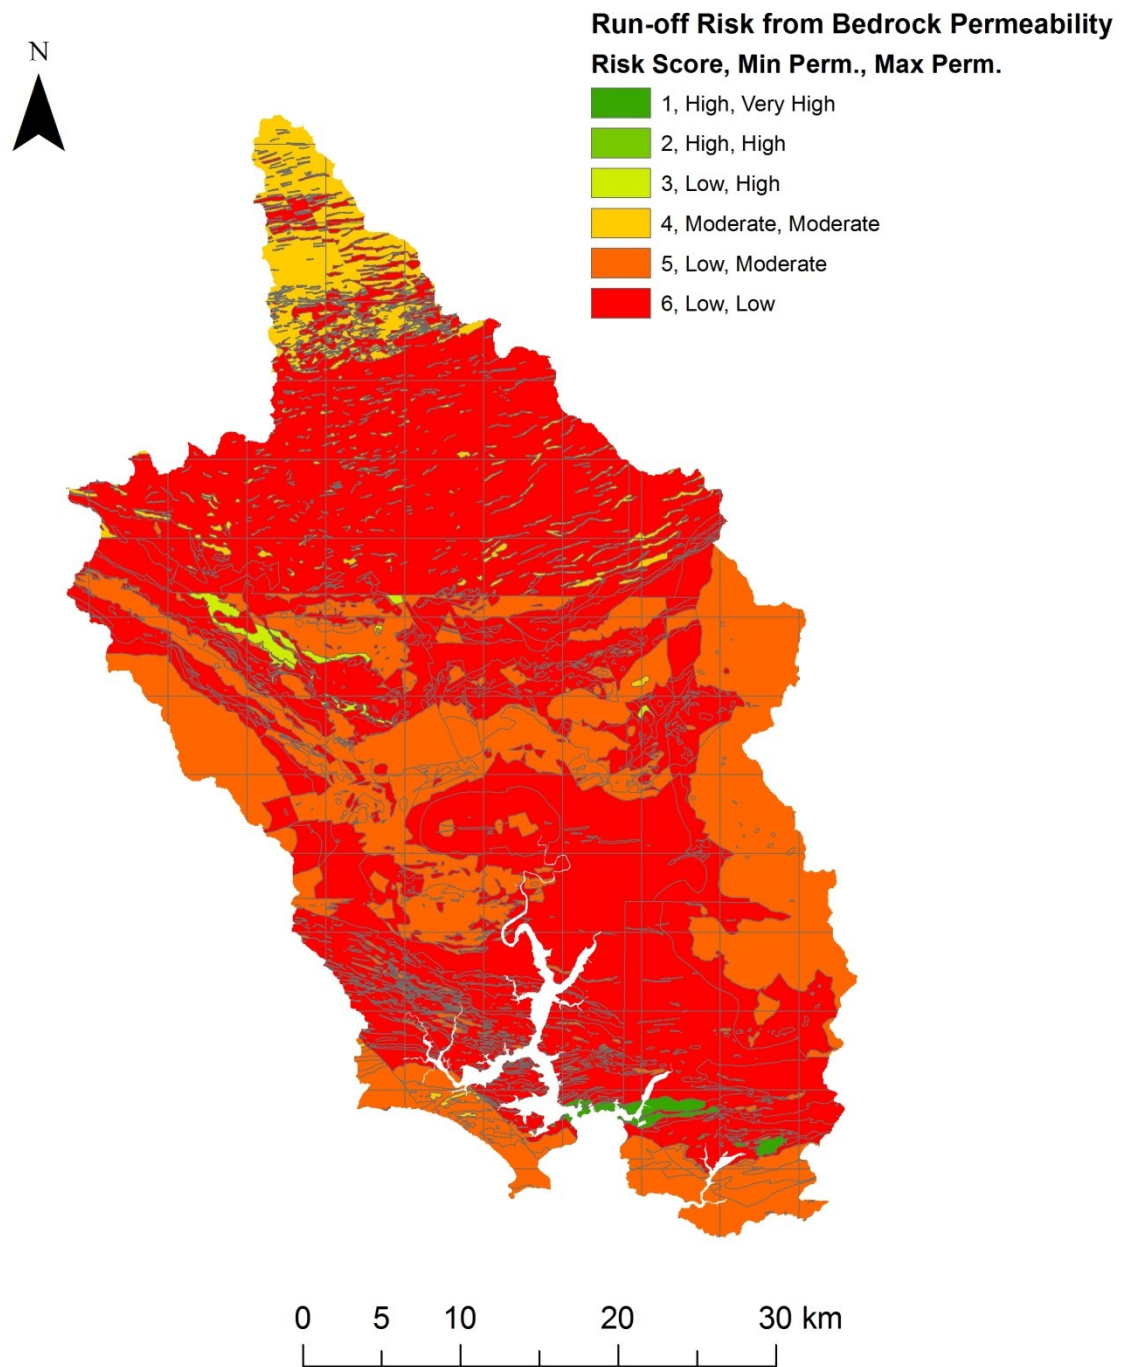 Run-off Risk from Bedrock Permeability
Risk Score, Min Perm., Max Perm.
N
1, High, Very High
2, High, High
3, Low, High
4, Moderate, Moderate
5, Low, Moderate
6, Low, Low
0 5 10 20 30 km